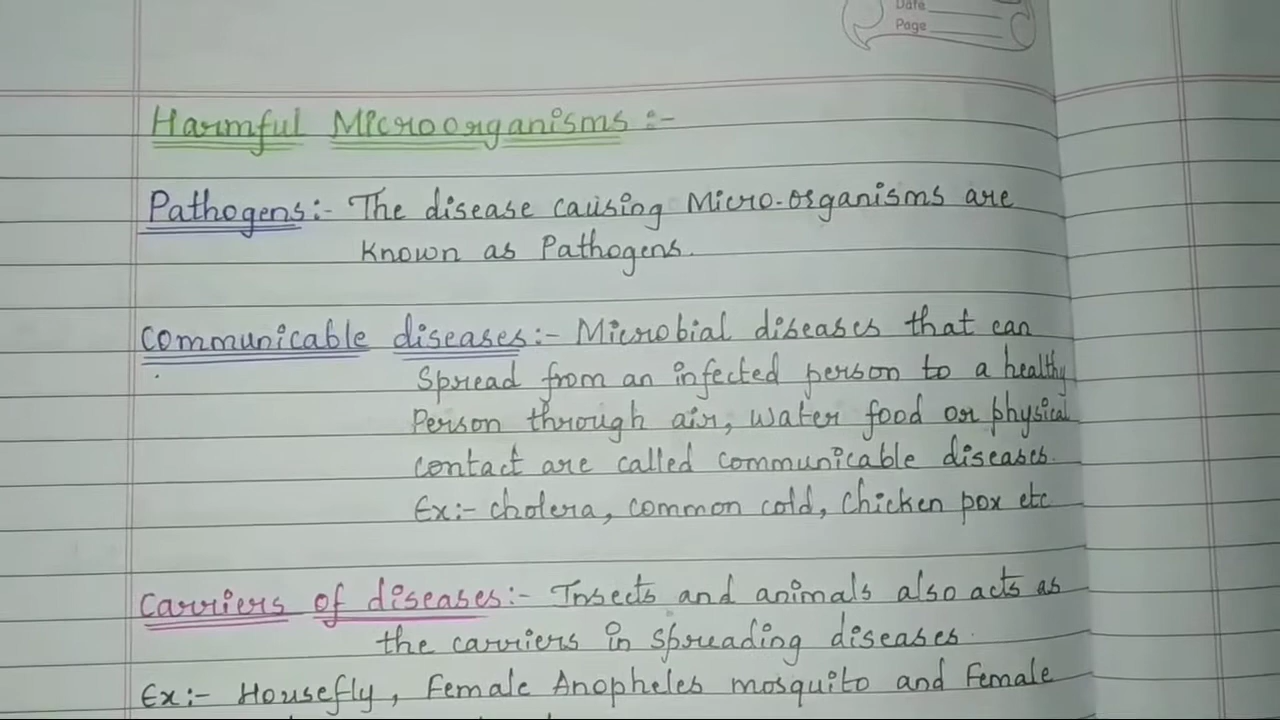 Date
Page
Harmful Microorganisms :-
Pathogens:- The disease causing Micro-organisms are
known as Pathogens.
Communicable diseases:- Microbial diseases that can
Spread from an infected person to a healthy
Person through air, water food or physical
contact are called communicable diseases.
Ex:- cholera, common cold, chicken pox etc
Carriers of diseases:- Insects and animals also acts as
the carriers in spreading diseases.
Ex:- Housefly, Female Anopheles mosquito and Female